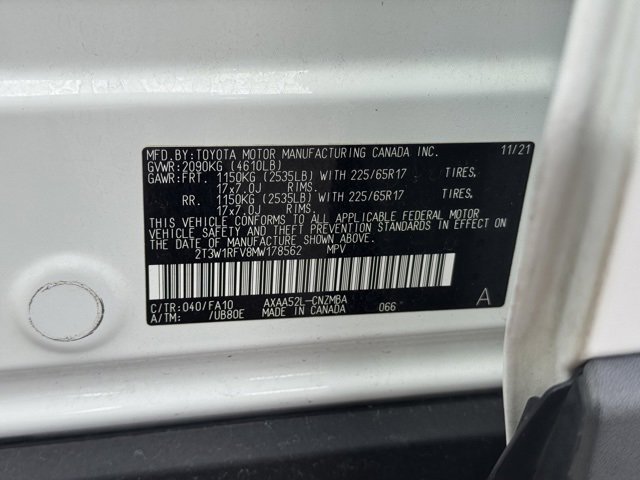 MFD.BY:TOYOTA MOTOR MANUFACTURING CANADA INC. 11/21
GVWR:2090KG (4610LB)
GAWR:FRT. 1150KG (2535LB) WITH 225/65R17 TIRES,
17x7.0J RIMS.
RR. 1150KG (2535LB) WITH 225/65R17 TIRES,
17x7.0J RIMS.
THIS VEHICLE CONFORMS TO ALL APPLICABLE FEDERAL MOTOR
VEHICLE SAFETY AND THEFT PREVENTION STANDARDS IN EFFECT ON
THE DATE OF MANUFACTURE SHOWN ABOVE.
2T3W1RFV8MW178562 MPV
C/TR:040/FA10 AXAA52L-CNZMBA
A/TM: /UB80E MADE IN CANADA 066 A